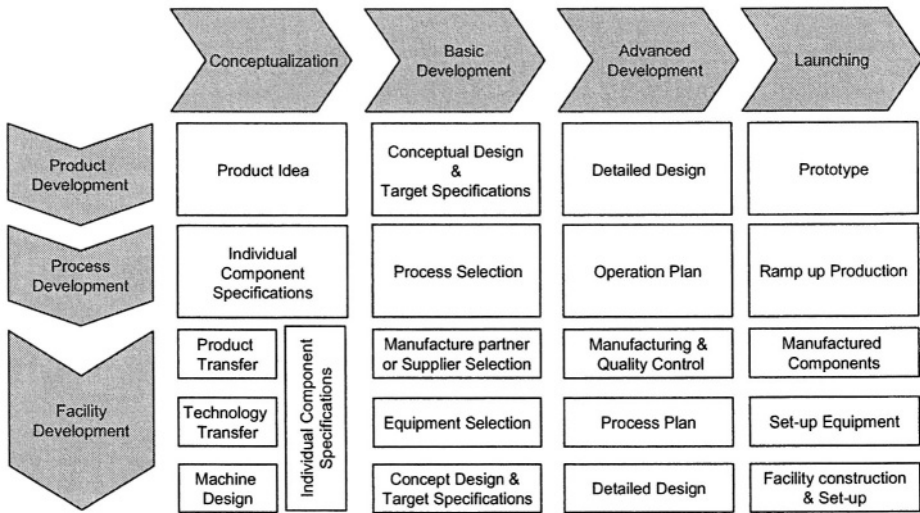 Conceptualization
Basic
Development
Advanced
Development
Launching
Product
Development
Product Idea
Conceptual Design
&
Target Specifications
Detailed Design
Prototype
Process
Development
Individual
Component
Specifications
Process Selection
Operation Plan
Ramp up Production
Facility
Development
Product
Transfer
Individual Component
Specifications
Manufacture partner
or Supplier Selection
Manufacturing &
Quality Control
Manufactured
Components
Technology
Transfer
Equipment Selection
Process Plan
Set-up Equipment
Machine
Design
Concept Design &
Target Specifications
Detailed Design
Facility construction
& Set-up